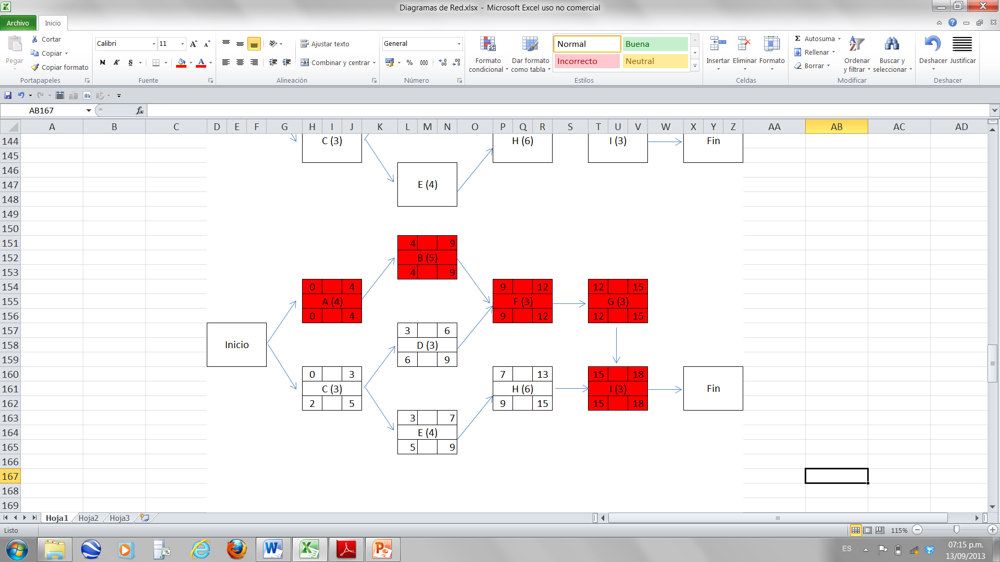 Diagramas de Red.xlsx - Microsoft Excel uso no comercial
Archivo Inicio
Pegar
Cortar
Copiar
Copiar formato
Portapapeles
Calibri 11
N K S
Fuente
Ajustar texto
Combinar y centrar
Alineación
General
% 000
Número
Formato condicional
Dar formato como tabla
Normal Buena
Incorrecto Neutral
Estilos
Insertar Eliminar Formato
Celdas
Autosuma
Rellenar
Borrar
Ordenar y filtrar
Buscar y seleccionar
Modificar
Deshacer Justificar
Deshacer
AB167 fx
A B C D E F G H I J K L M N O P Q R S T U V W X Y Z AA AB AC AD
144 C (3) H (6) I (3) Fin
145
146
147 E (4)
148
149
150
151 4 9
152 B (5)
153 4 9
154 0 4 9 12 12 15
155 A (4) F (3) G (3)
156 0 4 9 12 12 15
157 3 6
158 Inicio D (3)
159 6 9
160 0 3 7 13 15 18
161 C (3) H (6) I (3) Fin
162 2 5 9 15 15 18
163 3 7
164 E (4)
165 5 9
166
167
168
169
Hoja1 Hoja2 Hoja3
Listo 115%
ES 07:15 p.m.
13/09/2013